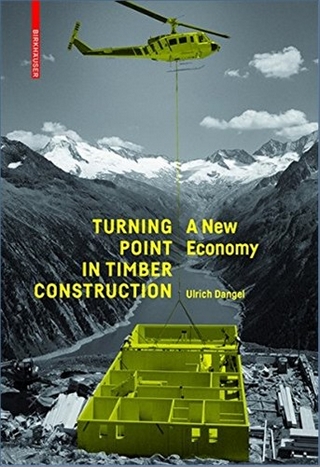 BIRKHÄUSER
TURNING
POINT
IN TIMBER
CONSTRUCTION
A New
Economy
Ulrich Dangel